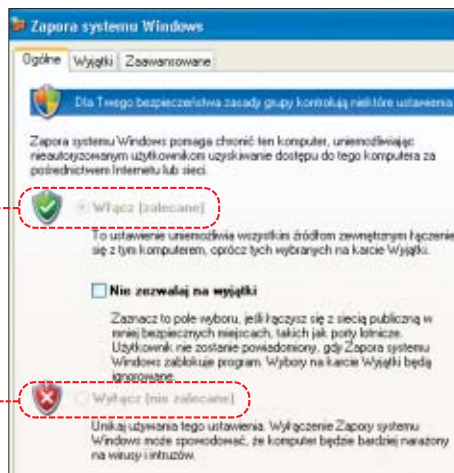 Zapora systemu Windows
Ogólne Wyjątki Zaawansowane
Dla Twego bezpieczeństwa zasady grupy kontrolują niektóre ustawienia
Zapora systemu Windows pomaga chronić ten komputer, uniemożliwiając
nieautoryzowanym użytkownikom uzyskiwanie dostępu do tego komputera za
pośrednictwem Internetu lub sieci.
Włącz (zalecane)
To ustawienie uniemożliwia wszystkim źródłom zewnętrznym łączenie
się z tym komputerem, oprócz tych wybranych na karcie Wyjątki.
Nie zezwalaj na wyjątki
Zaznacz to pole wyboru, jeśli łączysz się z siecią publiczną w
mniej bezpiecznych miejscach, takich jak porty lotnicze.
Użytkownik nie zostanie powiadomiony, gdy Zapora systemu
Windows zablokuje program. Wybory na karcie Wyjątki będą
ignorowane.
Wyłącz (nie zalecane)
Unikaj używania tego ustawienia. Wyłączenie Zapory systemu
Windows może spowodować, że komputer będzie bardziej narażony
na wirusy i intruzów.